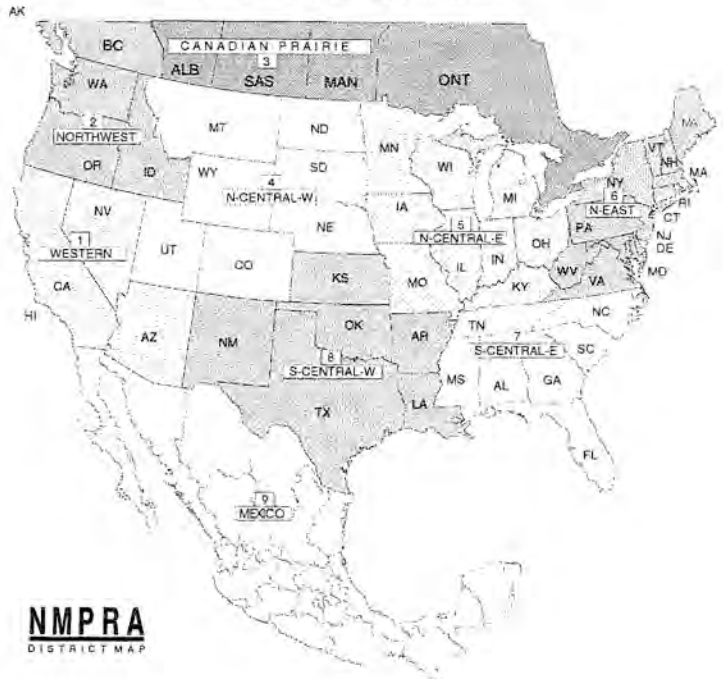 AK
BC
CANADIAN PRAIRIE
3
ALB
SAS
MAN
ONT
WA
2
NORTHWEST
OR
ID
MT
ND
MN
WY
SD
4
N-CENTRAL-W
NE
WI
MI
IA
5
N-CENTRAL-E
IL
IN
OH
MO
KY
VT
NH
MA
NY
6
N-EAST
RI
CT
PA
NJ
DE
MD
WV
VA
NV
1
WESTERN
UT
CO
KS
CA
HI
AZ
NM
OK
AR
8
S-CENTRAL-W
TX
LA
TN
NC
7
S-CENTRAL-E
SC
MS
AL
GA
FL
9
MEXICO
NMPRA
DISTRICT MAP